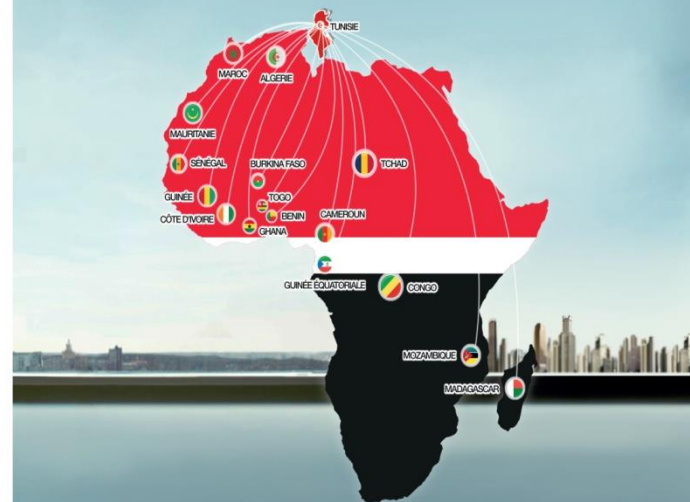 TUNISIE
MAROC
ALGERIE
MAURITANIE
SÉNÉGAL
BURKINA FASO
TCHAD
GUINÉE
TOGO
CÔTE D'IVOIRE
BENIN
CAMEROUN
GHANA
GUINÉE ÉQUATORIALE
CONGO
MOZAMBIQUE
MADAGASCAR